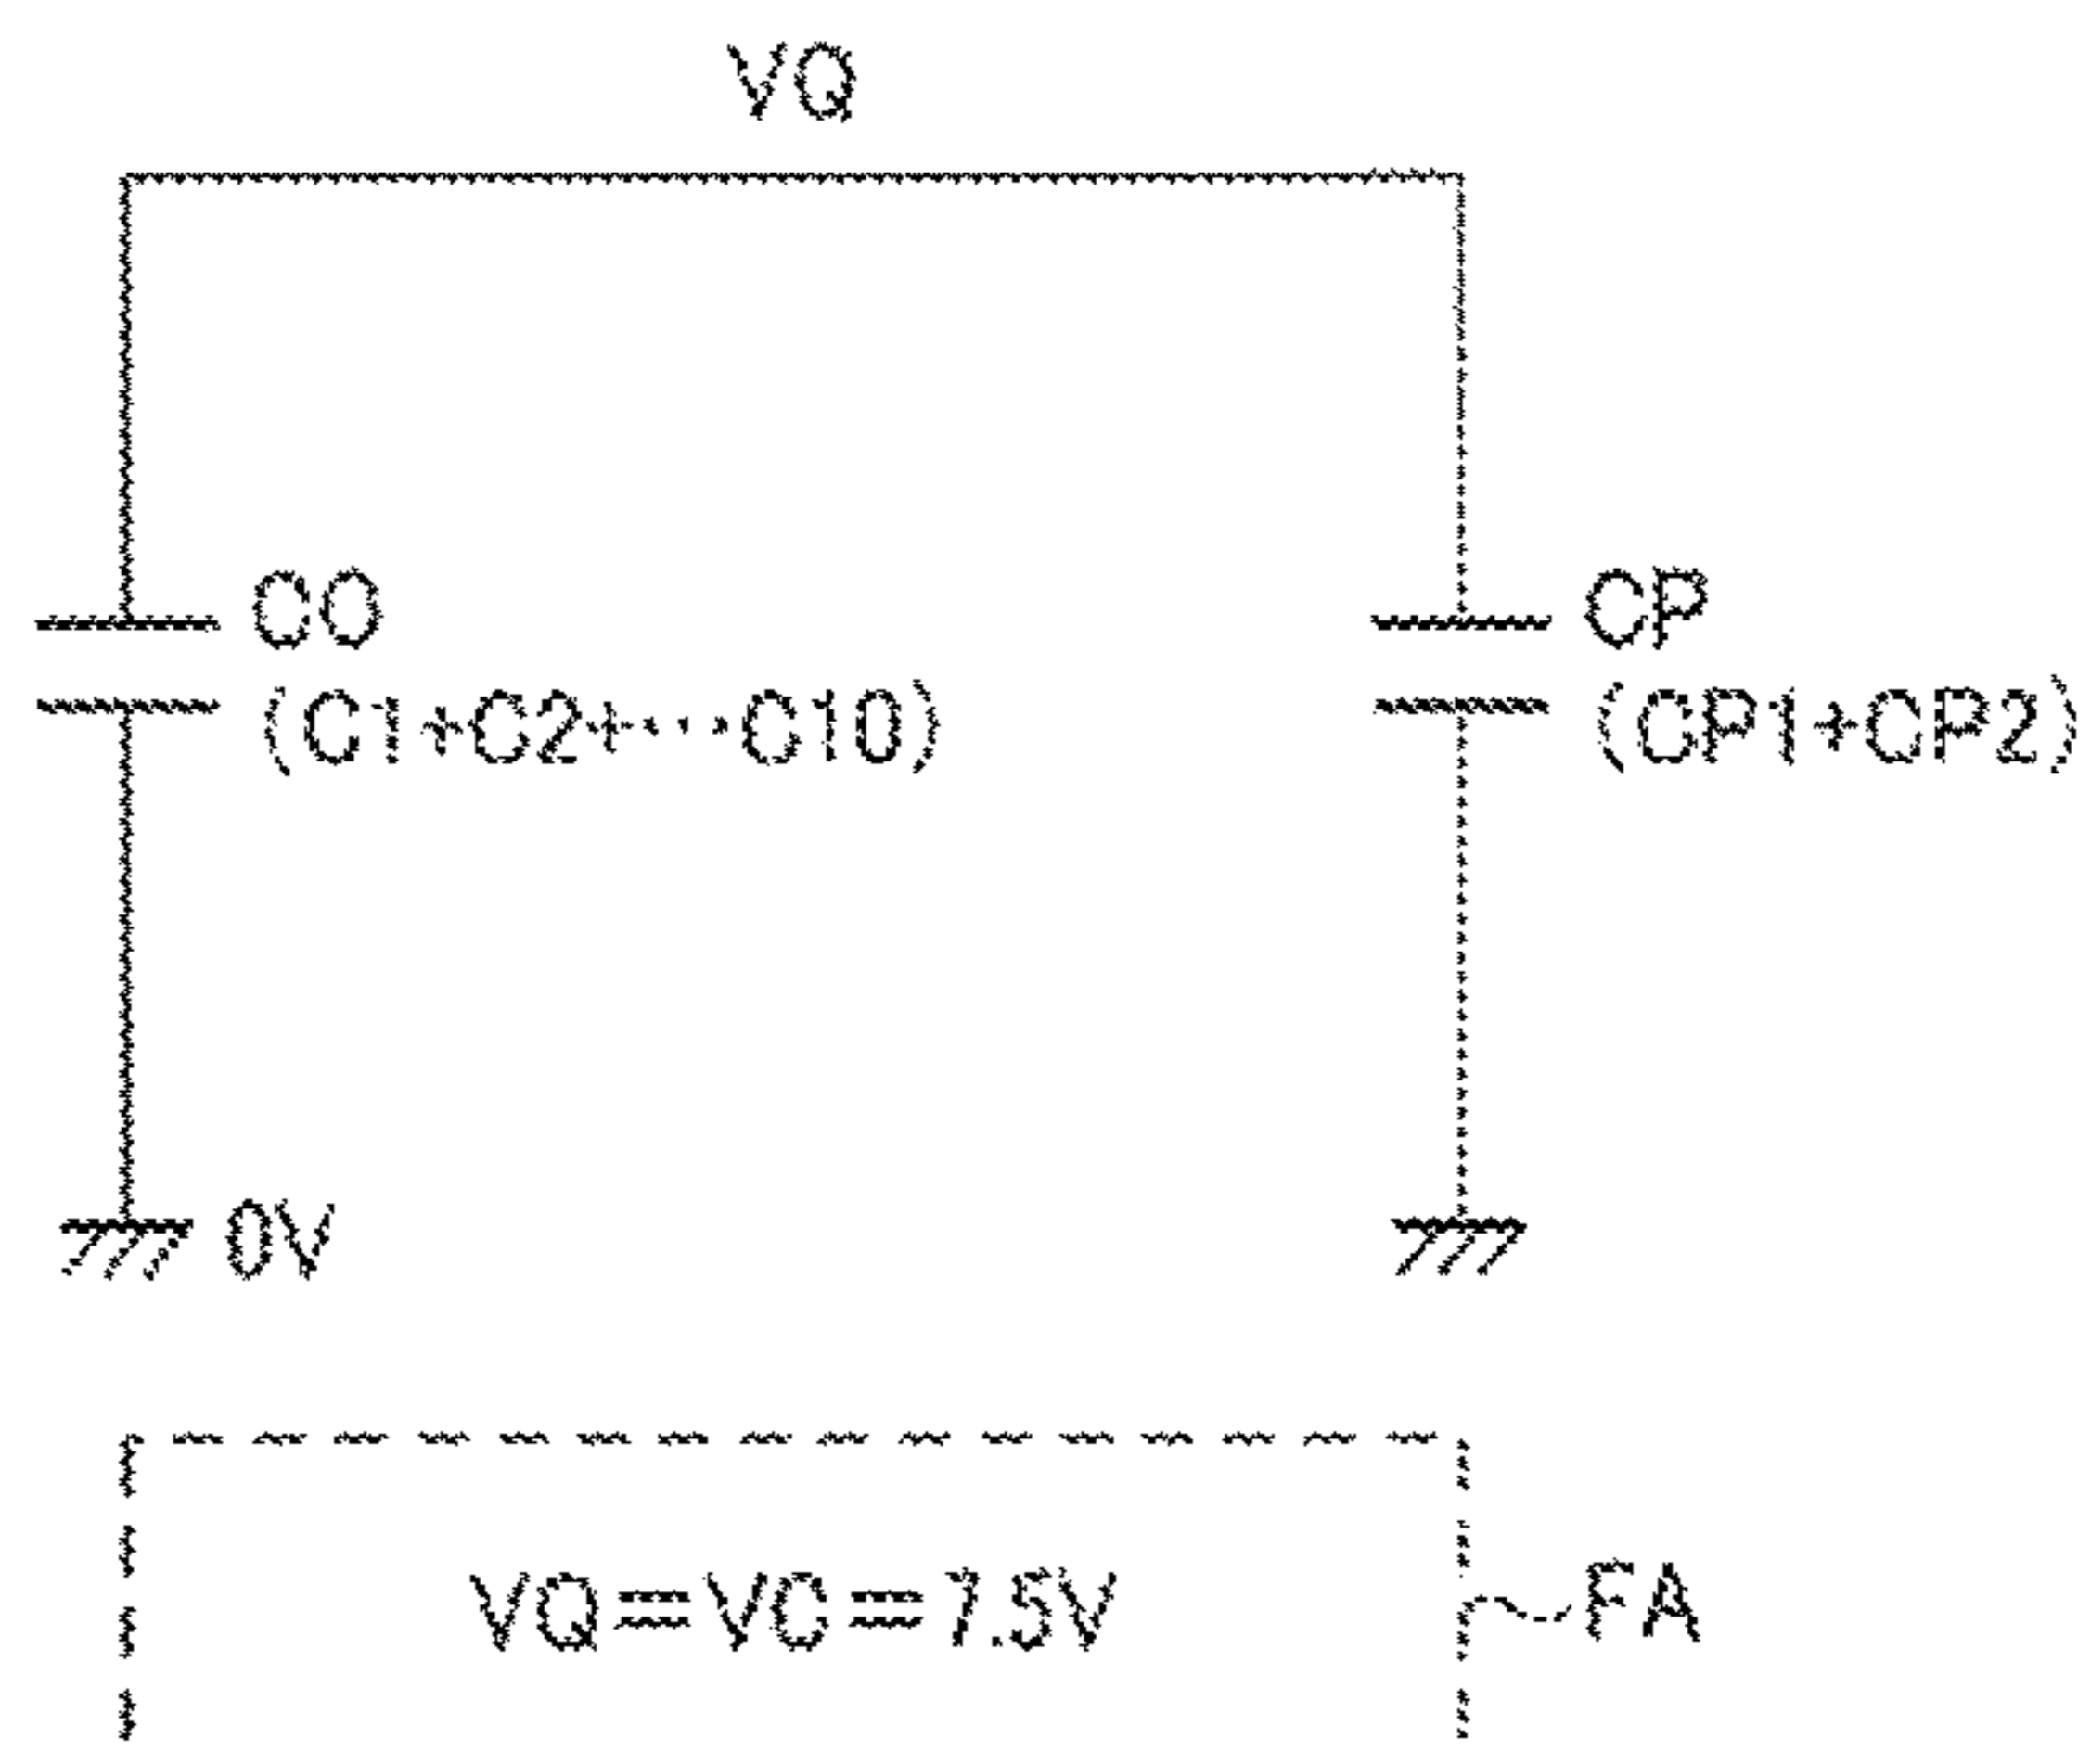 VQ
CO
CP
(C1+C2+···C10)
(CP1+CP2)
0V
VQ=VC=7.5V
FA